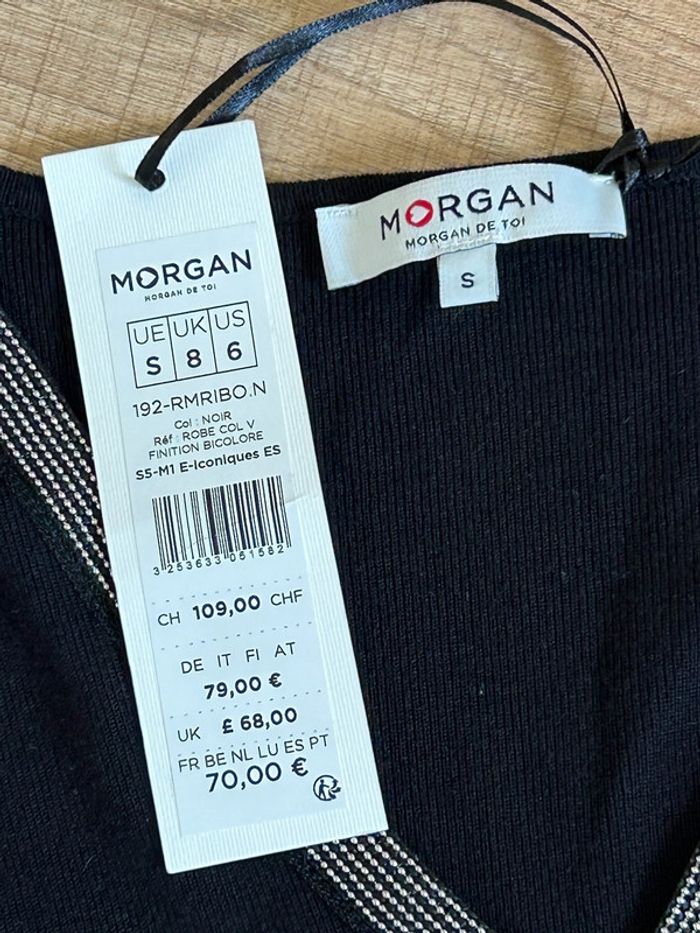 MORGAN
MORGAN DE TOI
S
MORGAN
MORGAN DE TOI
UE UK US
S 8 6
192-RMRIBO.N
Col : NOIR
Réf : ROBE COL V
FINITION BICOLORE
S5-M1 E-Iconiques ES
3 253633 051582
CH 109,00 CHF
DE IT FI AT
79,00 €
UK £ 68,00
FR BE NL LU ES PT
70,00 €